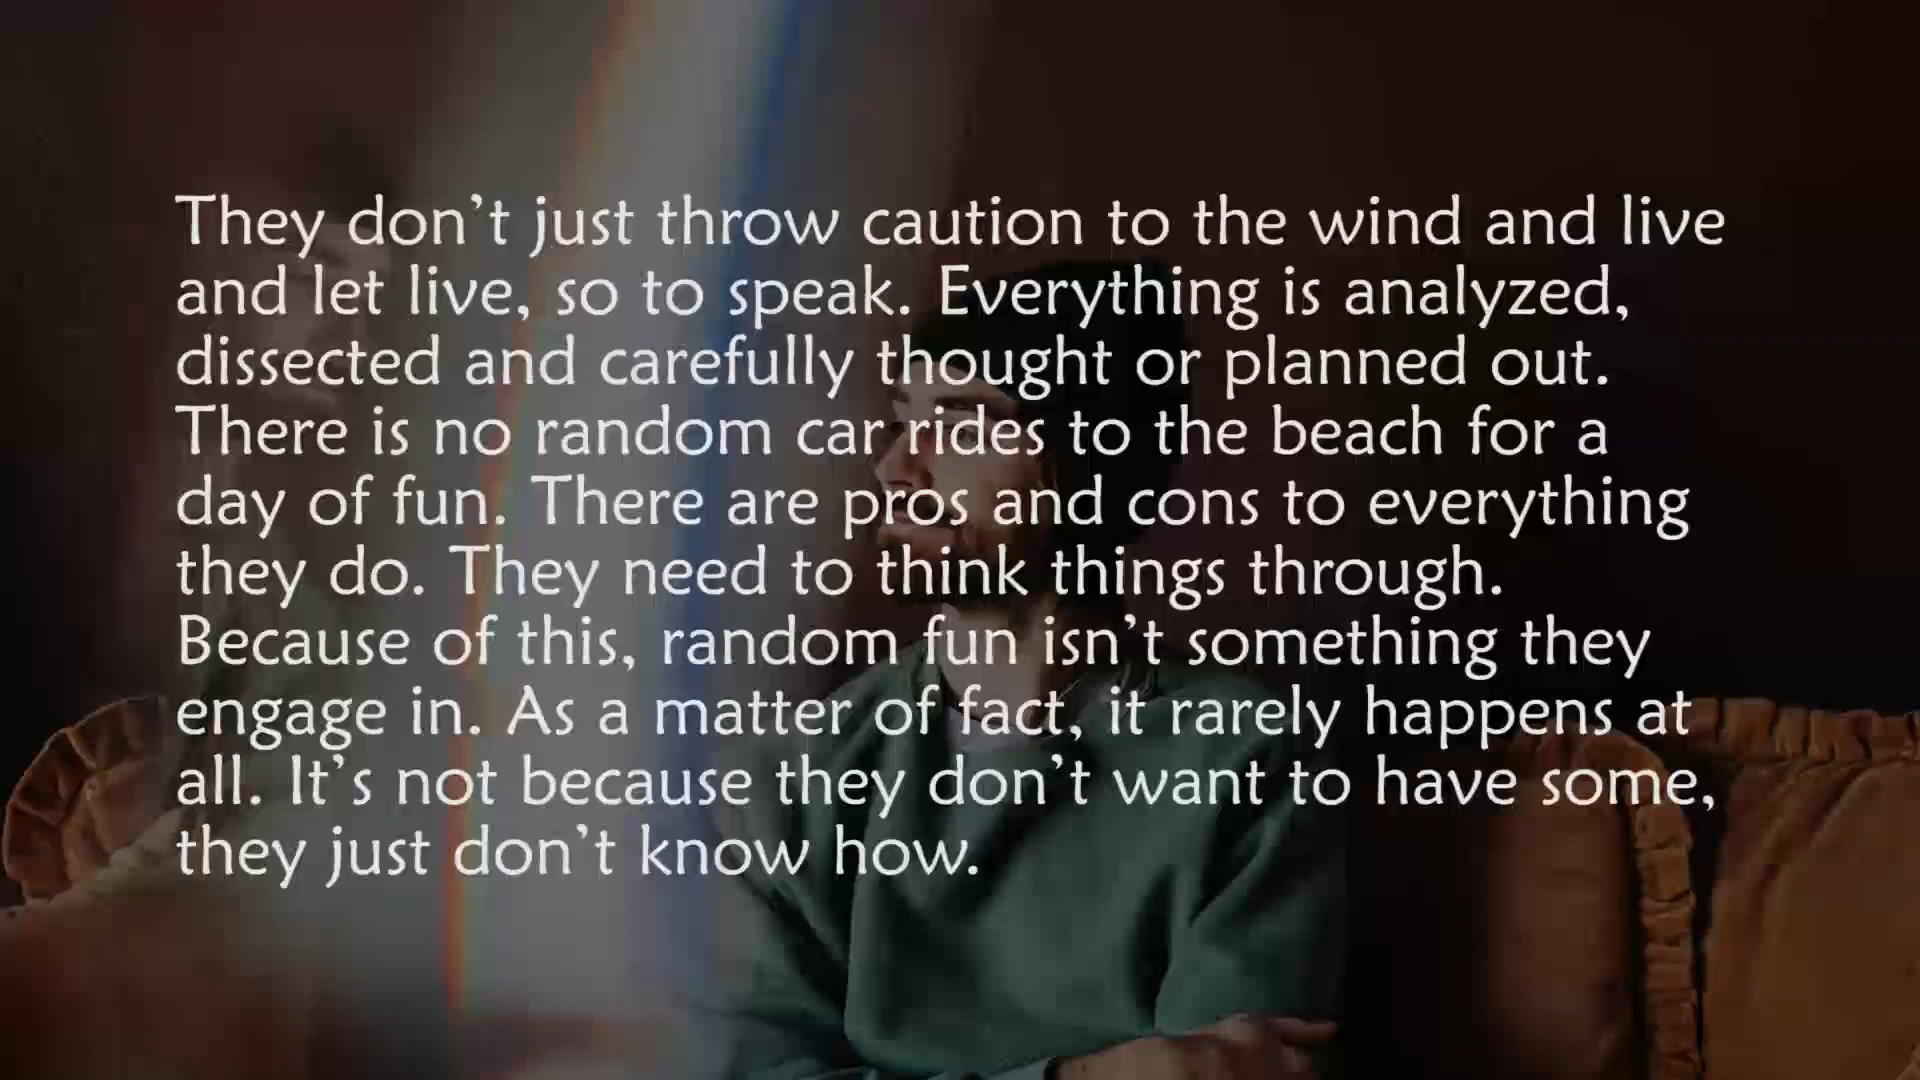 They don’t just throw caution to the wind and live
and let live, so to speak. Everything is analyzed,
dissected and carefully thought or planned out.
There is no random car rides to the beach for a
day of fun. There are pros and cons to everything
they do. They need to think things through.
Because of this, random fun isn’t something they
engage in. As a matter of fact, it rarely happens at
all. It’s not because they don’t want to have some,
they just don’t know how.